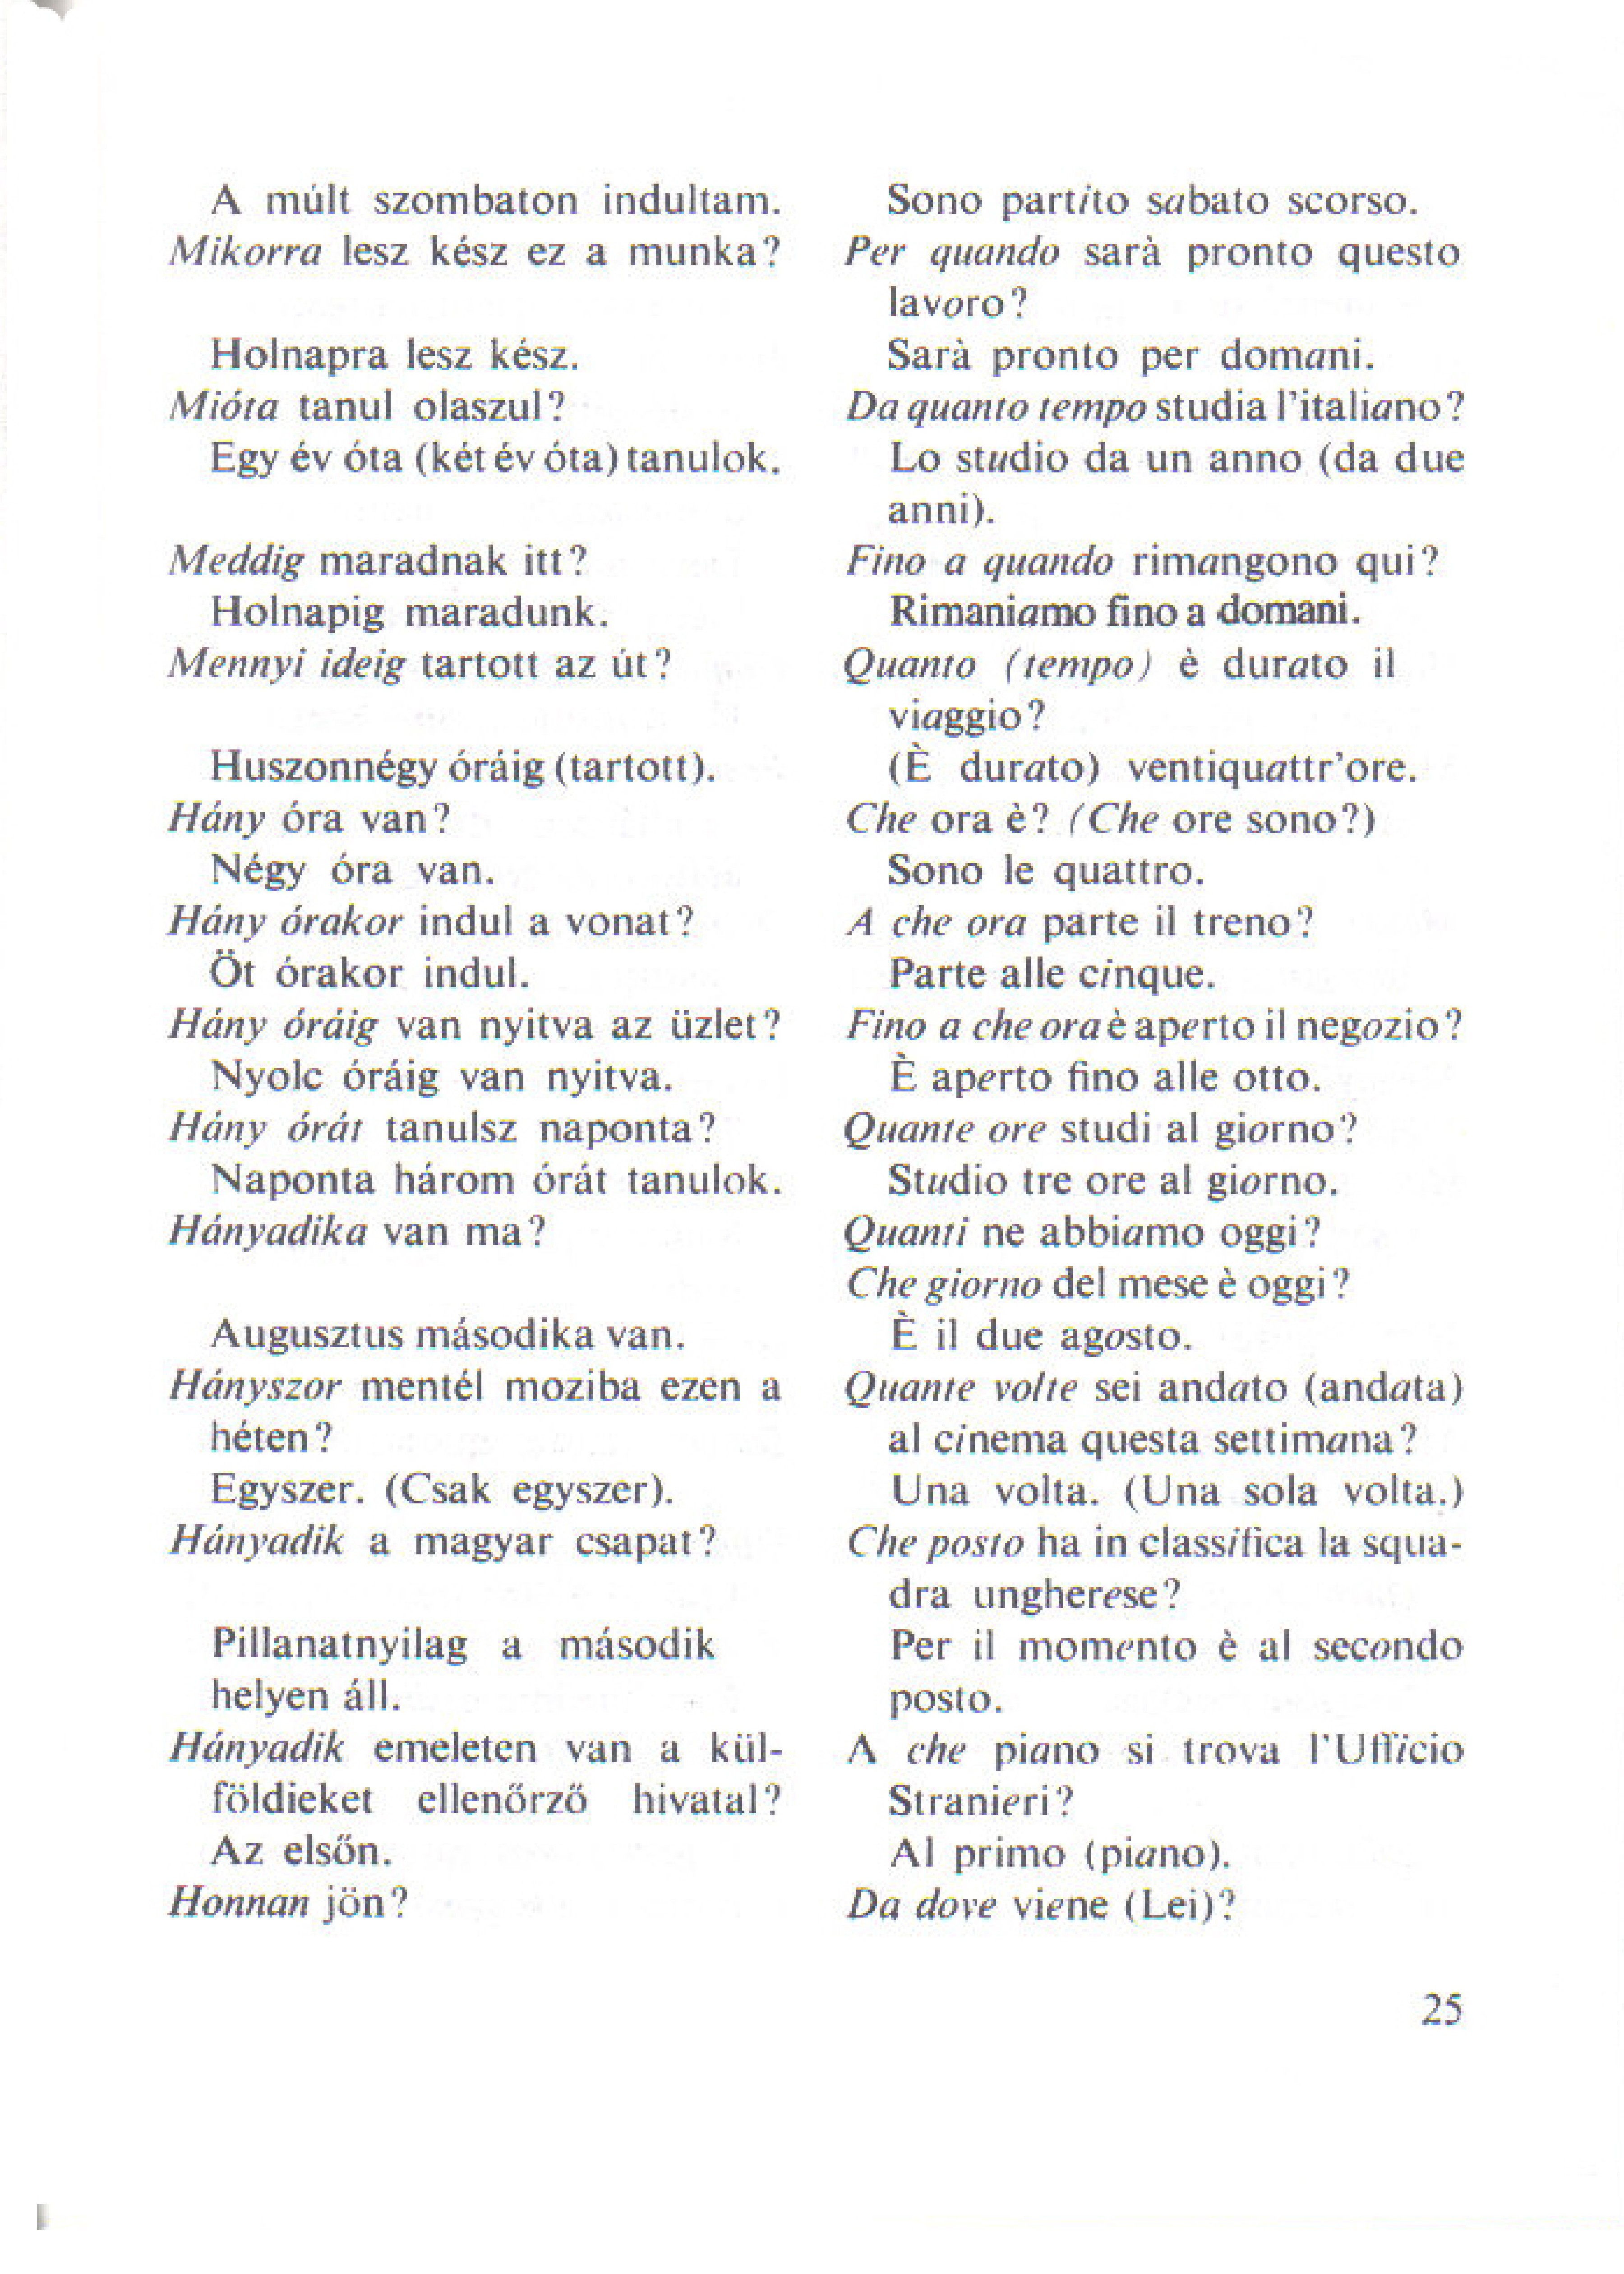 A múlt szombaton indultam.
Mikorra lesz kész ez a munka?
Holnapra lesz kész.
Mióta tanul olaszul?
Egy év óta (két év óta) tanulok.
Meddig maradnak itt?
Holnapig maradunk.
Mennyi ideig tartott az út?
Huszonnégy óráig (tartott).
Hány óra van?
Négy óra van.
Hány órakor indul a vonat?
Öt órakor indul.
Hány óráig van nyitva az üzlet?
Nyolc óráig van nyitva.
Hány órát tanulsz naponta?
Naponta három órát tanulok.
Hányadika van ma?
Augusztus másodika van.
Hányszor mentél moziba ezen a
héten?
Egyszer. (Csak egyszer).
Hányadik a magyar csapat?
Pillanatnyilag a második
helyen áll.
Hányadik emeleten van a kül-
földieket ellenőrző hivatal?
Az elsőn.
Honnan jön?
Sono partito sabato scorso.
Per quando sarà pronto questo
lavoro?
Sarà pronto per domani.
Da quanto tempo studia l'italiano?
Lo studio da un anno (da due
anni).
Fino a quando rimangono qui?
Rimaniamo fino a domani.
Quanto (tempo) è durato il
viaggio?
(È durato) ventiquattr'ore.
Che ora è? (Che ore sono?)
Sono le quattro.
A che ora parte il treno?
Parte alle cinque.
Fino a che ora è aperto il negozio?
È aperto fino alle otto.
Quante ore studi al giorno?
Studio tre ore al giorno.
Quanti ne abbiamo oggi?
Che giorno del mese è oggi?
È il due agosto.
Quante volte sei andato (andata)
al cinema questa settimana?
Una volta. (Una sola volta.)
Che posto ha in classifica la squa-
dra ungherese?
Per il momento è al secondo
posto.
A che piano si trova l'Ufficio
Stranieri?
Al primo (piano).
Da dove viene (Lei)?
25